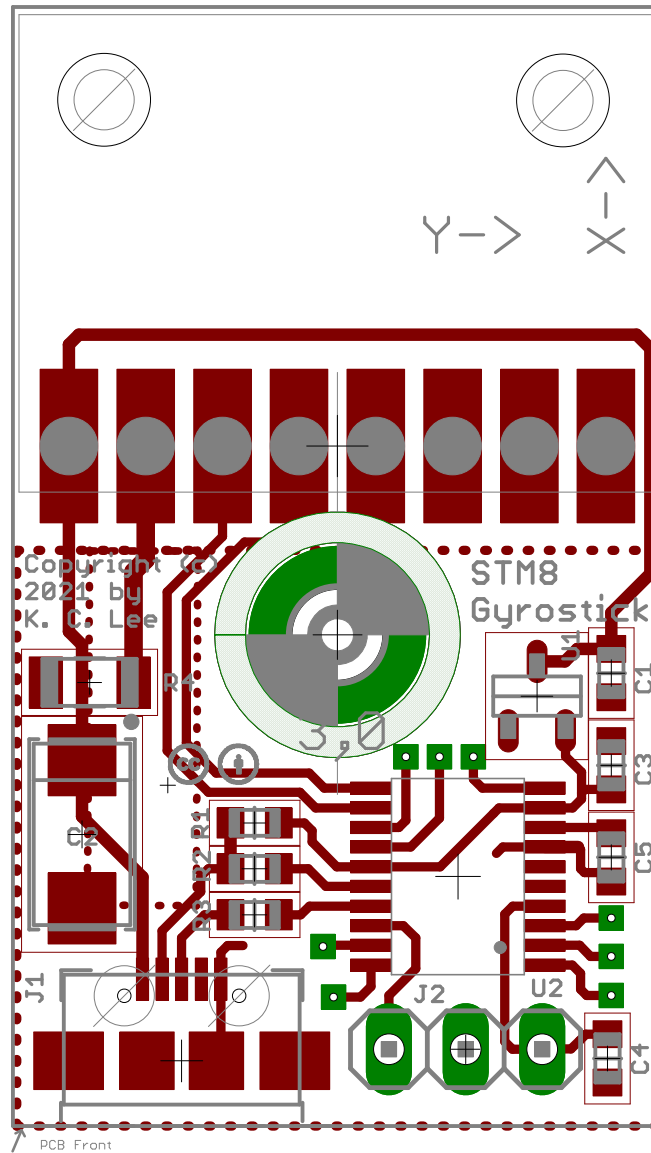 Y->
X->
Copyright (c)
2021 by
K. C. Lee
STM8
Gyrostick
U1
C1
R4
3,0
C3
C2
cc
R1
R2
R3
C5
J1
J2
U2
C4
PCB Front